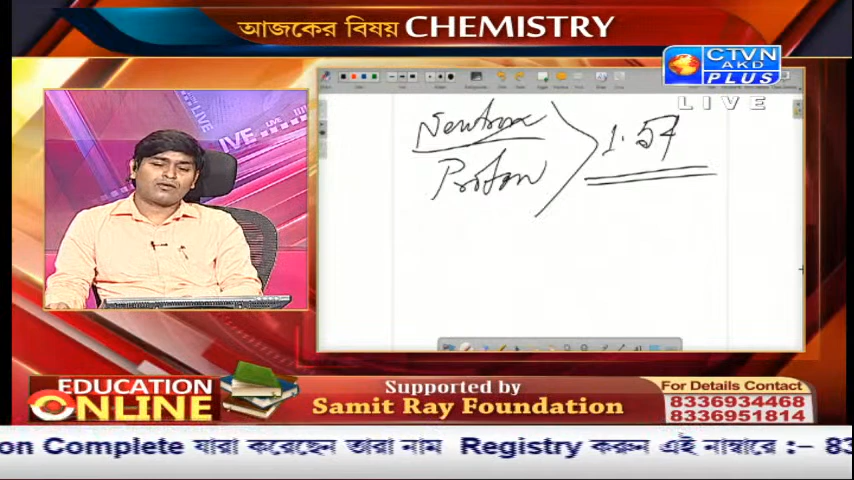 আজকের বিষয় CHEMISTRY
CTVN
AKD
PLUS
LIVE
Neutron
Proton
> 1.54
EDUCATION
ONLINE
Supported by
Samit Ray Foundation
For Details Contact
8336934468
8336951814
on Complete যারা করেছেন তারা নাম Registry করুন এই নাম্বারে :- 83